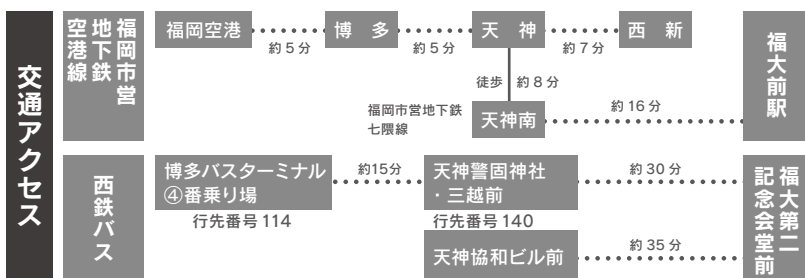 交通アクセス
福岡市営
地下鉄
空港線
福岡空港
約5分
博多
約5分
天神
約7分
西新
徒歩 約8分
福岡市営地下鉄
七隈線
天神南
約16分
福大前駅
西鉄バス
博多バスターミナル
④番乗り場
行先番号114
約15分
天神警固神社
・三越前
行先番号140
約30分
天神協和ビル前
約35分
福大第二
記念会堂前